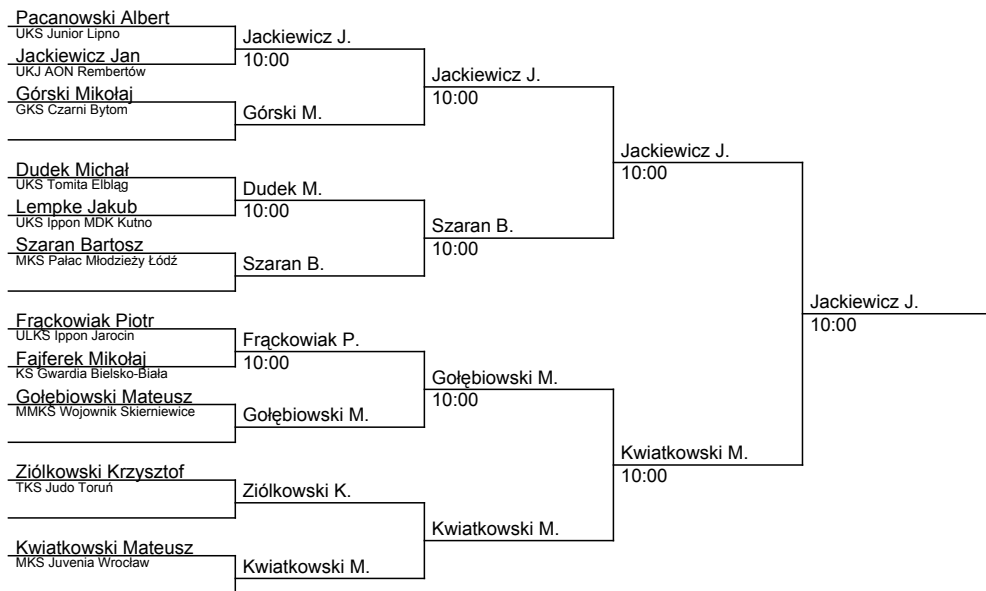 Pacanowski Albert
UKS Junior Lipno
Jackiewicz Jan
UKJ AON Rembertów
Górski Mikołaj
GKS Czarni Bytom
Dudek Michał
UKS Tomita Elbląg
Lempke Jakub
UKS Ippon MDK Kutno
Szaran Bartosz
MKS Pałac Młodzieży Łódź
Frąckowiak Piotr
ULKS Ippon Jarocin
Fajferek Mikołaj
KS Gwardia Bielsko-Biała
Gołębiowski Mateusz
MMKS Wojownik Skierniewice
Ziólkowski Krzysztof
TKS Judo Toruń
Kwiatkowski Mateusz
MKS Juvenia Wrocław
Jackiewicz J.
10:00
Górski M.
Dudek M.
10:00
Szaran B.
Frąckowiak P.
10:00
Gołębiowski M.
Ziólkowski K.
Kwiatkowski M.
Jackiewicz J.
10:00
Szaran B.
10:00
Gołębiowski M.
10:00
Kwiatkowski M.
Jackiewicz J.
10:00
Kwiatkowski M.
10:00
Jackiewicz J.
10:00